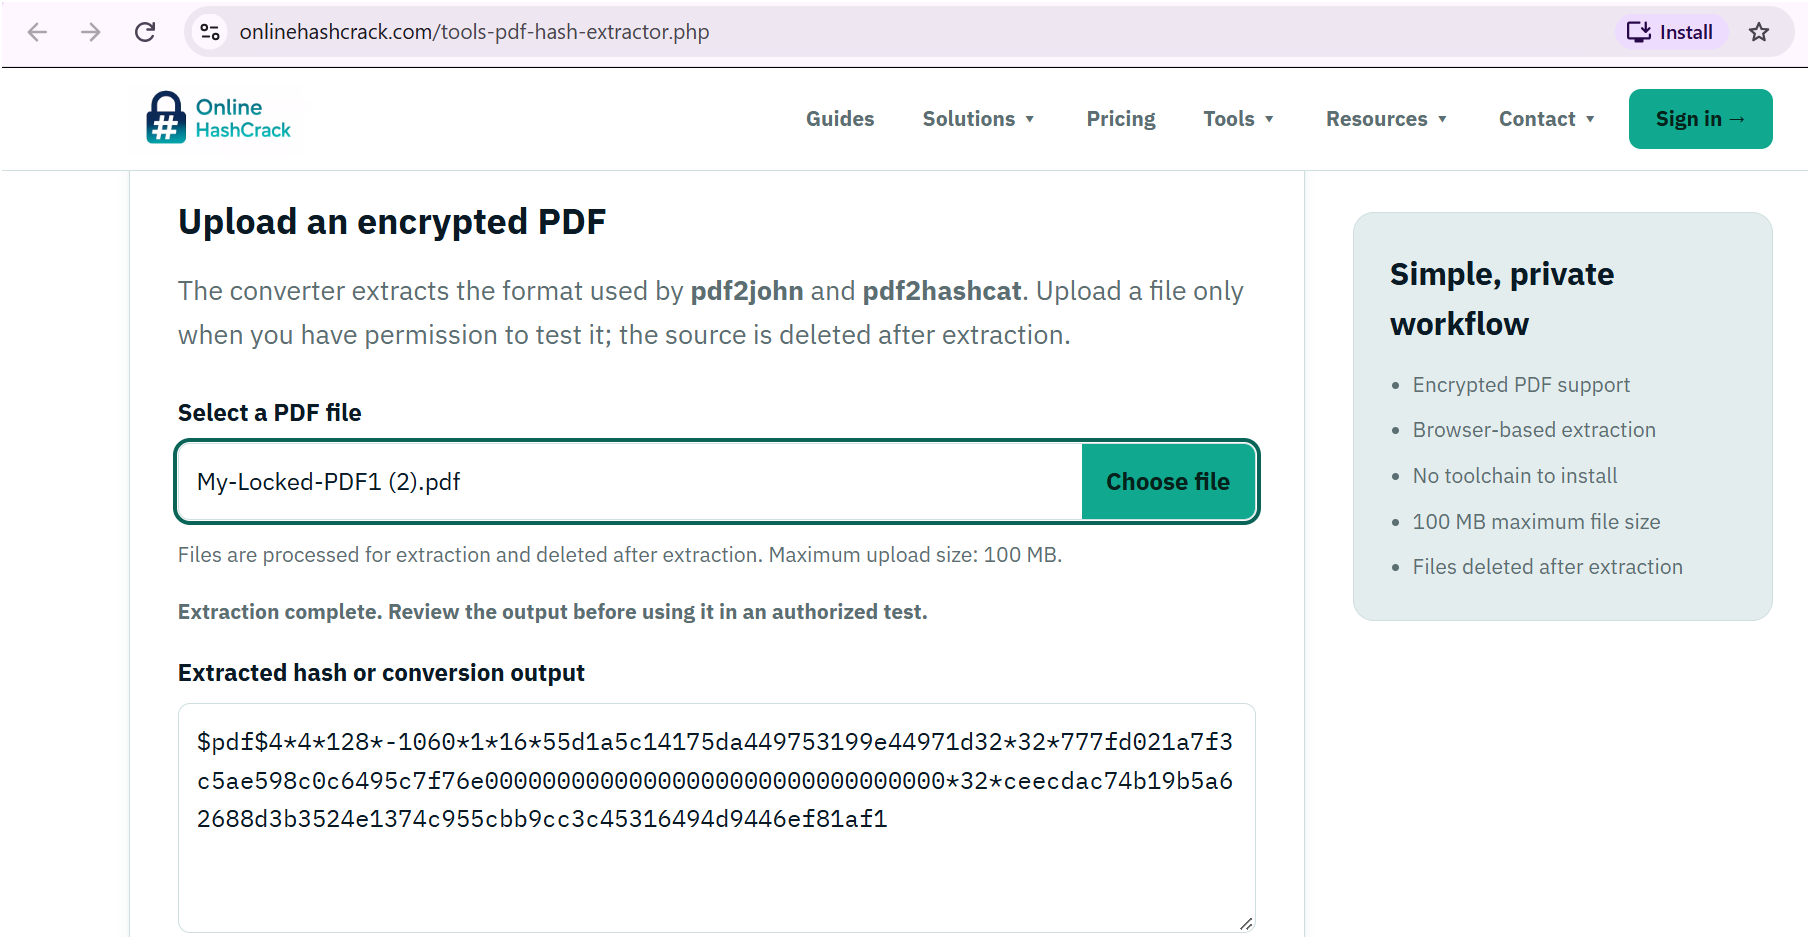 onlinehashcrack.com/tools-pdf-hash-extractor.php
Install
Online
HashCrack
#
Guides
Solutions ▼
Pricing
Tools ▼
Resources ▼
Contact ▼
Sign in →
Upload an encrypted PDF
The converter extracts the format used by pdf2john and pdf2hashcat. Upload a file only
when you have permission to test it; the source is deleted after extraction.
Select a PDF file
My-Locked-PDF1 (2).pdf
Choose file
Files are processed for extraction and deleted after extraction. Maximum upload size: 100 MB.
Extraction complete. Review the output before using it in an authorized test.
Extracted hash or conversion output
$pdf$4*4*128*-1060*1*16*55d1a5c14175da449753199e44971d32*32*777fd021a7f3
c5ae598c0c6495c7f76e00000000000000000000000000000000*32*ceecdac74b19b5a6
2688d3b3524e1374c955cbb9cc3c45316494d9446ef81af1
Simple, private
workflow
• Encrypted PDF support
• Browser-based extraction
• No toolchain to install
• 100 MB maximum file size
• Files deleted after extraction